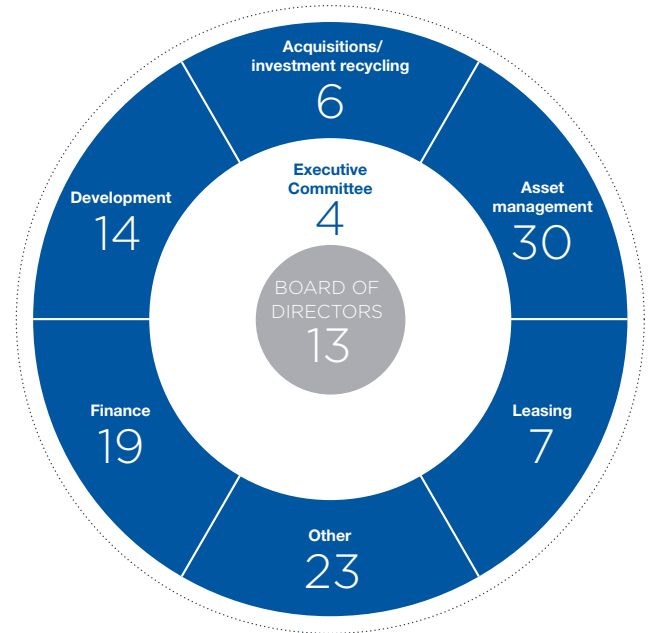 Acquisitions/
investment recycling
6
Executive
Committee
4
Development
14
Asset
management
30
BOARD OF
DIRECTORS
13
Finance
19
Leasing
7
Other
23